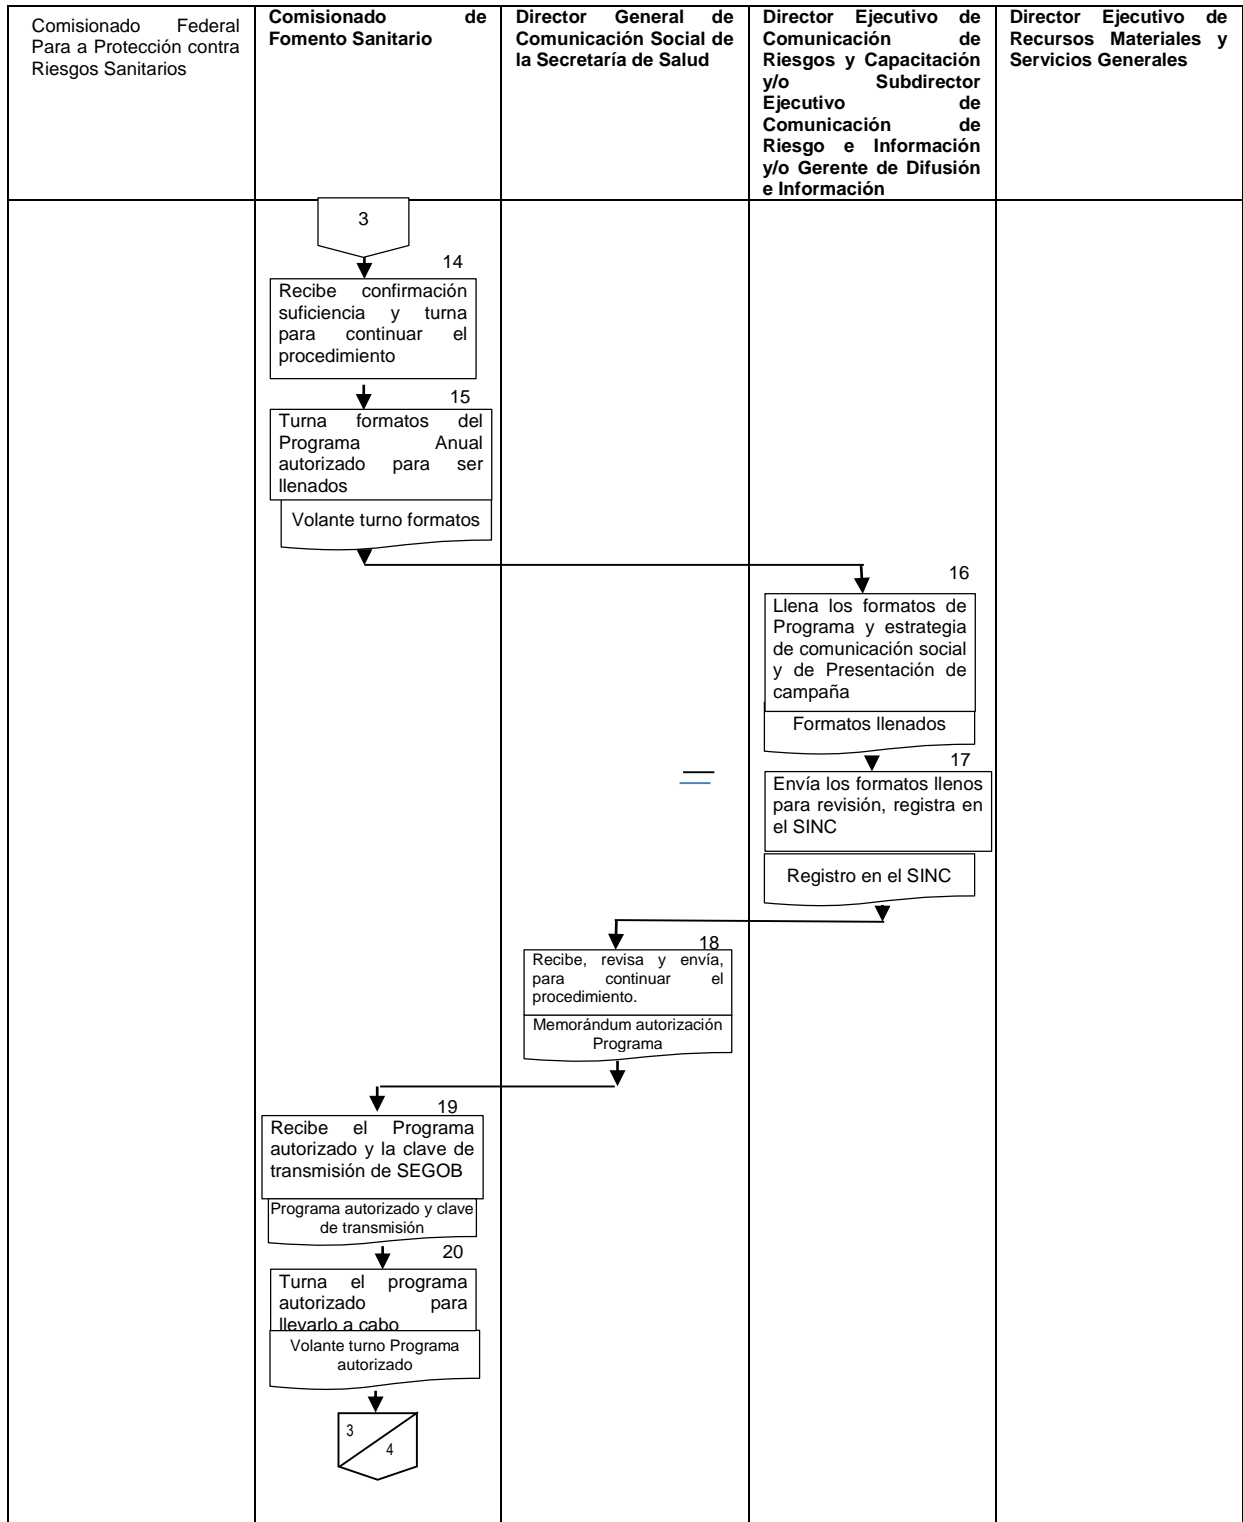 Comisionado Federal
Para a Protección contra
Riesgos Sanitarios
Comisionado de
Fomento Sanitario
Director General de
Comunicación Social de
la Secretaría de Salud
Director Ejecutivo de
Comunicación de
Riesgos y Capacitación
y/o Subdirector
Ejecutivo de
Comunicación de
Riesgo e Información
y/o Gerente de Difusión
e Información
Director Ejecutivo de
Recursos Materiales y
Servicios Generales
3
14
Recibe confirmación
suficiencia y turna
para continuar el
procedimiento
15
Turna formatos del
Programa Anual
autorizado para ser
llenados
Volante turno formatos
16
Llena los formatos de
Programa y estrategia
de comunicación social
y de Presentación de
campaña
Formatos llenados
17
Envía los formatos llenos
para revisión, registra en
el SINC
Registro en el SINC
18
Recibe, revisa y envía,
para continuar el
procedimiento.
Memorándum autorización
Programa
19
Recibe el Programa
autorizado y la clave de
transmisión de SEGOB
Programa autorizado y clave
de transmisión
20
Turna el programa
autorizado para
llevarlo a cabo
Volante turno Programa
autorizado
3
4